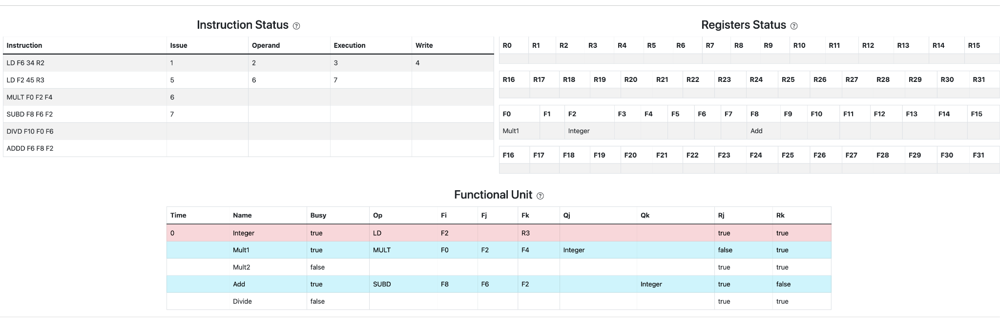 Instruction Status ?
Instruction Issue Operand Execution Write
LD F6 34 R2 1 2 3 4
LD F2 45 R3 5 6 7
MULT F0 F2 F4 6
SUBD F8 F6 F2 7
DIVD F10 F0 F6
ADDD F6 F8 F2
Registers Status ?
R0 R1 R2 R3 R4 R5 R6 R7 R8 R9 R10 R11 R12 R13 R14 R15
R16 R17 R18 R19 R20 R21 R22 R23 R24 R25 R26 R27 R28 R29 R30 R31
F0 F1 F2 F3 F4 F5 F6 F7 F8 F9 F10 F11 F12 F13 F14 F15
Mult1 Integer Add
F16 F17 F18 F19 F20 F21 F22 F23 F24 F25 F26 F27 F28 F29 F30 F31
Functional Unit ?
Time Name Busy Op Fi Fj Fk Qj Qk Rj Rk
0 Integer true LD F2 R3 true true
Mult1 true MULT F0 F2 F4 Integer false true
Mult2 false true true
Add true SUBD F8 F6 F2 Integer true false
Divide false true true